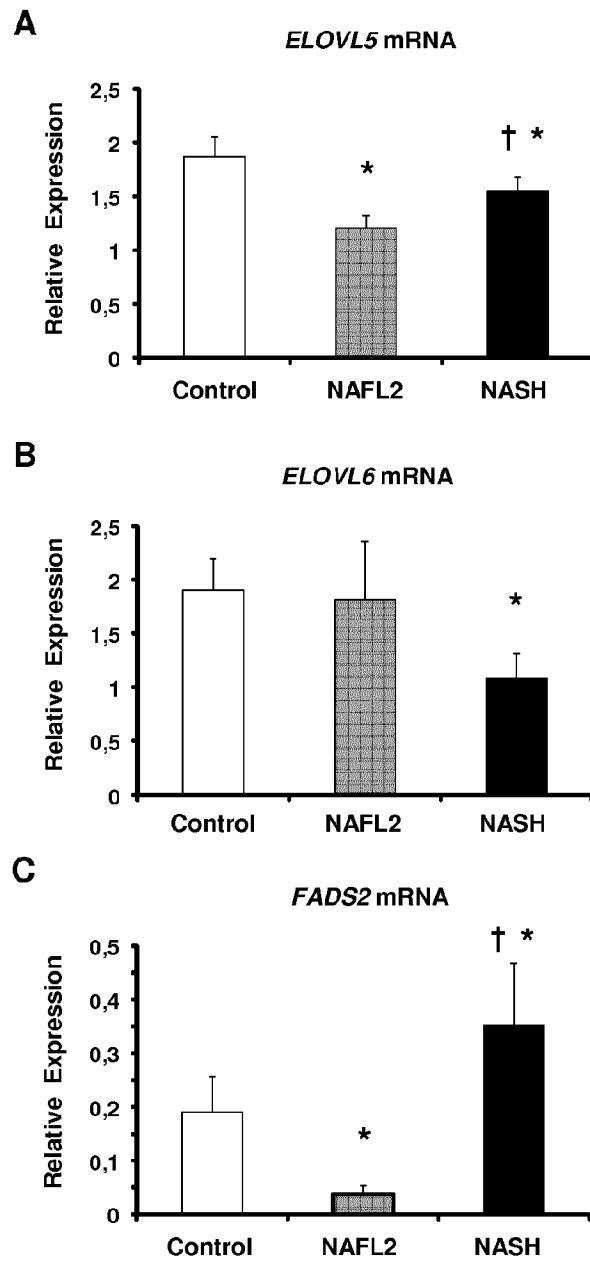 A
ELOVL5 mRNA
Relative Expression
2,5
2
1,5
1
0,5
0
*
† *
Control NAFL2 NASH
B
ELOVL6 mRNA
Relative Expression
2,5
2
1,5
1
0,5
0
*
Control NAFL2 NASH
C
FADS2 mRNA
Relative Expression
0,5
0,4
0,3
0,2
0,1
0
*
† *
Control NAFL2 NASH